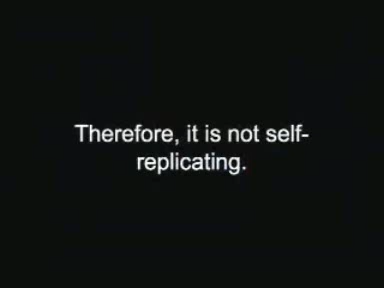 Therefore, it is not self-
replicating.